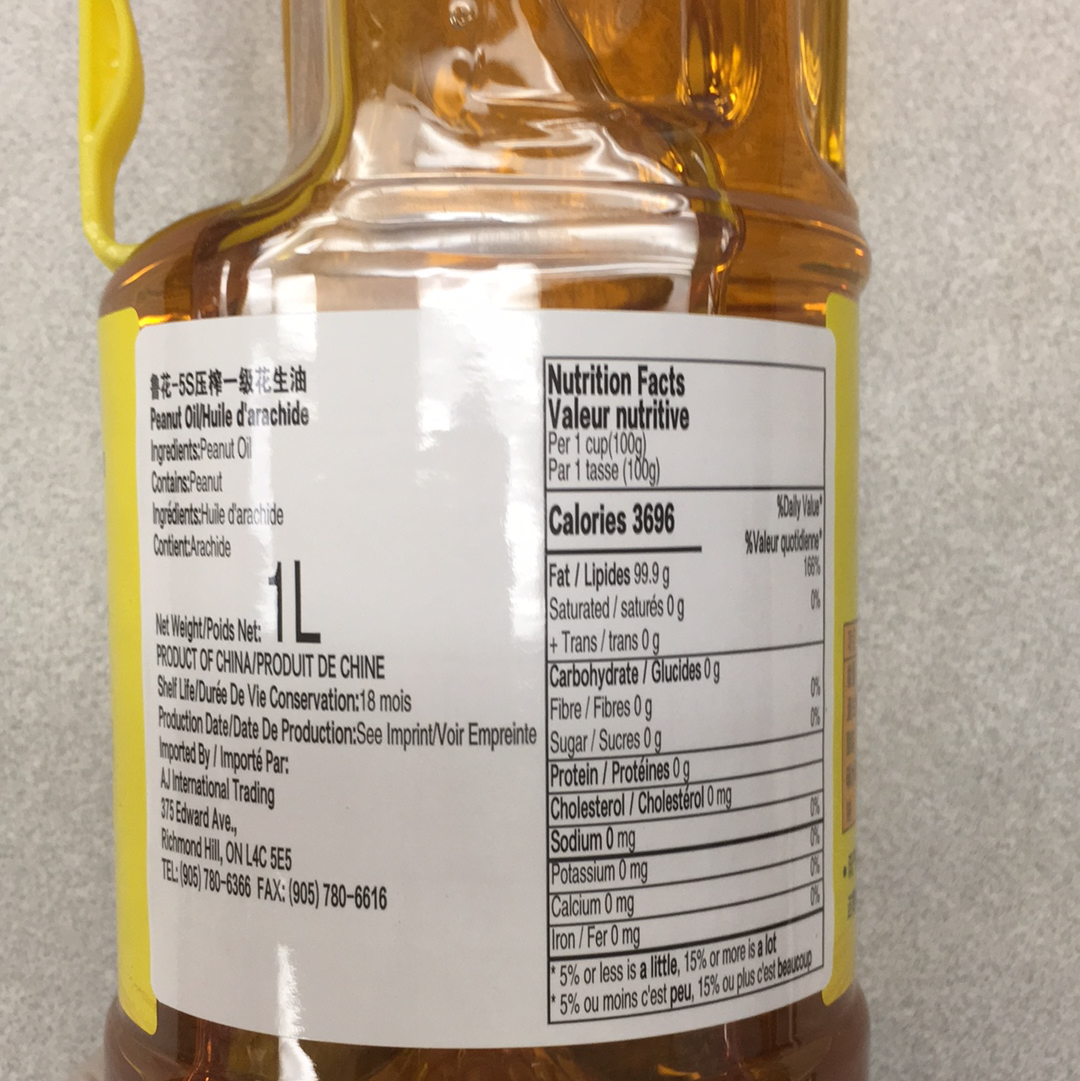 鲁花-5S压榨一级花生油
Peanut Oil/Huile d'arachide
Ingredients:Peanut Oil
Contains:Peanut
Ingrédients:Huile d'arachide
Contient:Arachide
Net Weight/Poids Net: 1L
PRODUCT OF CHINA/PRODUIT DE CHINE
Shelf Life/Durée De Vie Conservation:18 mois
Production Date/Date De Production:See Imprint/Voir Empreinte
Imported By / Importé Par:
AJ International Trading
375 Edward Ave.,
Richmond Hill, ON L4C 5E5
TEL: (905) 780-6366 FAX: (905) 780-6616
Nutrition Facts
Valeur nutritive
Per 1 cup(100g)
Par 1 tasse (100g)
%Daily Value*
Calories 3696
%Valeur quotidienne*
Fat / Lipides 99.9 g 166%
Saturated / saturés 0 g 0%
+ Trans / trans 0 g
Carbohydrate / Glucides 0 g
Fibre / Fibres 0 g 0%
Sugar / Sucres 0 g 0%
Protein / Protéines 0 g
Cholesterol / Cholestérol 0 mg
Sodium 0 mg 0%
Potassium 0 mg 0%
Calcium 0 mg 0%
Iron / Fer 0 mg 0%
* 5% or less is a little, 15% or more is a lot
* 5% ou moins c'est peu, 15% ou plus c'est beaucoup